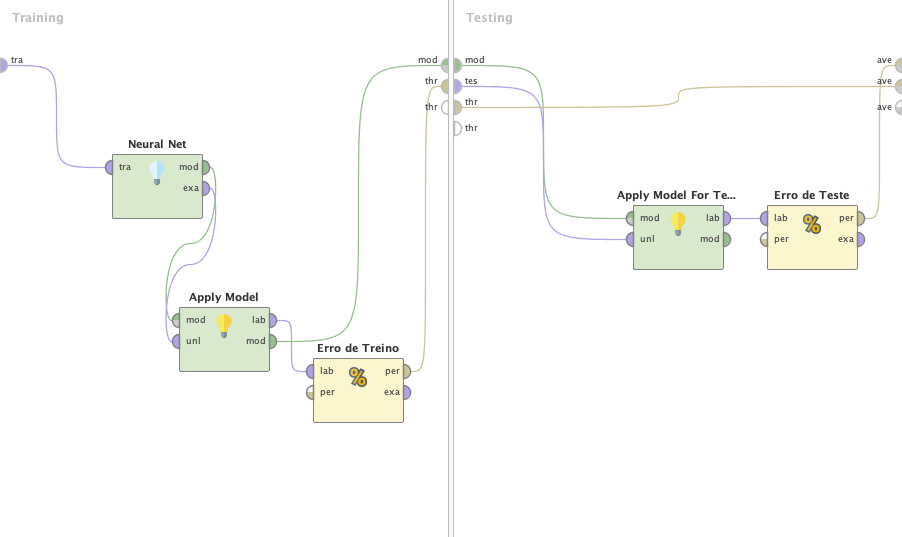 Training
tra
Neural Net
tra
mod
exa
Apply Model
mod
lab
unl
mod
Erro de Treino
lab
per
per
exa
mod
thr
thr
Testing
mod
tes
thr
thr
Apply Model For Te...
mod
lab
unl
mod
Erro de Teste
lab
per
per
exa
ave
ave
ave